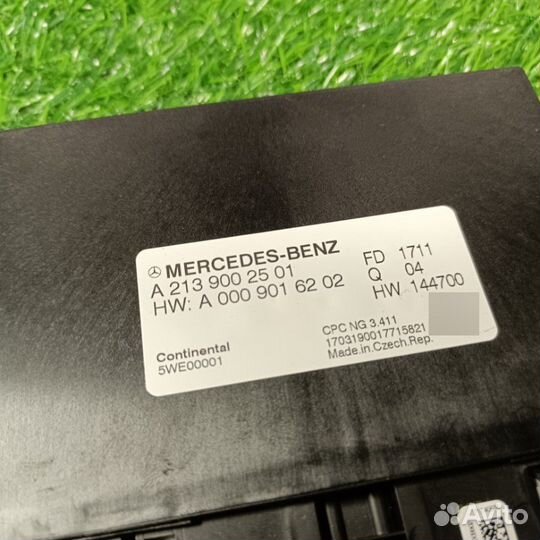 MERCEDES-BENZ
A 213 900 25 01
HW: A 000 901 62 02
FD 1711
Q 04
HW 144700
Continental
5WE00001
CPC NG 3.411
1703190017715821
Made.in.Czech.Rep.
Avito